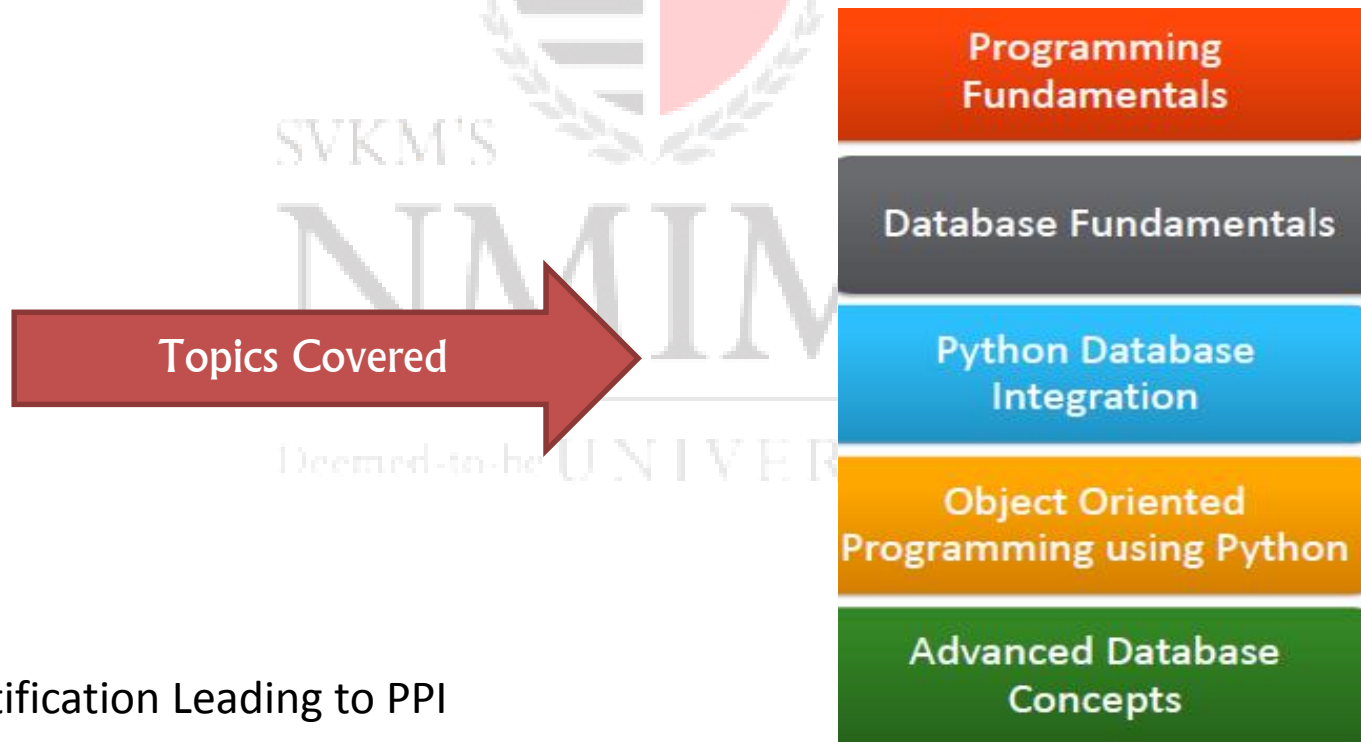 SVKM'S
NMIM
Deemed-to-be UNIVER
Topics Covered
Programming
Fundamentals
Database Fundamentals
Python Database
Integration
Object Oriented
Programming using Python
Advanced Database
Concepts
tification Leading to PPI